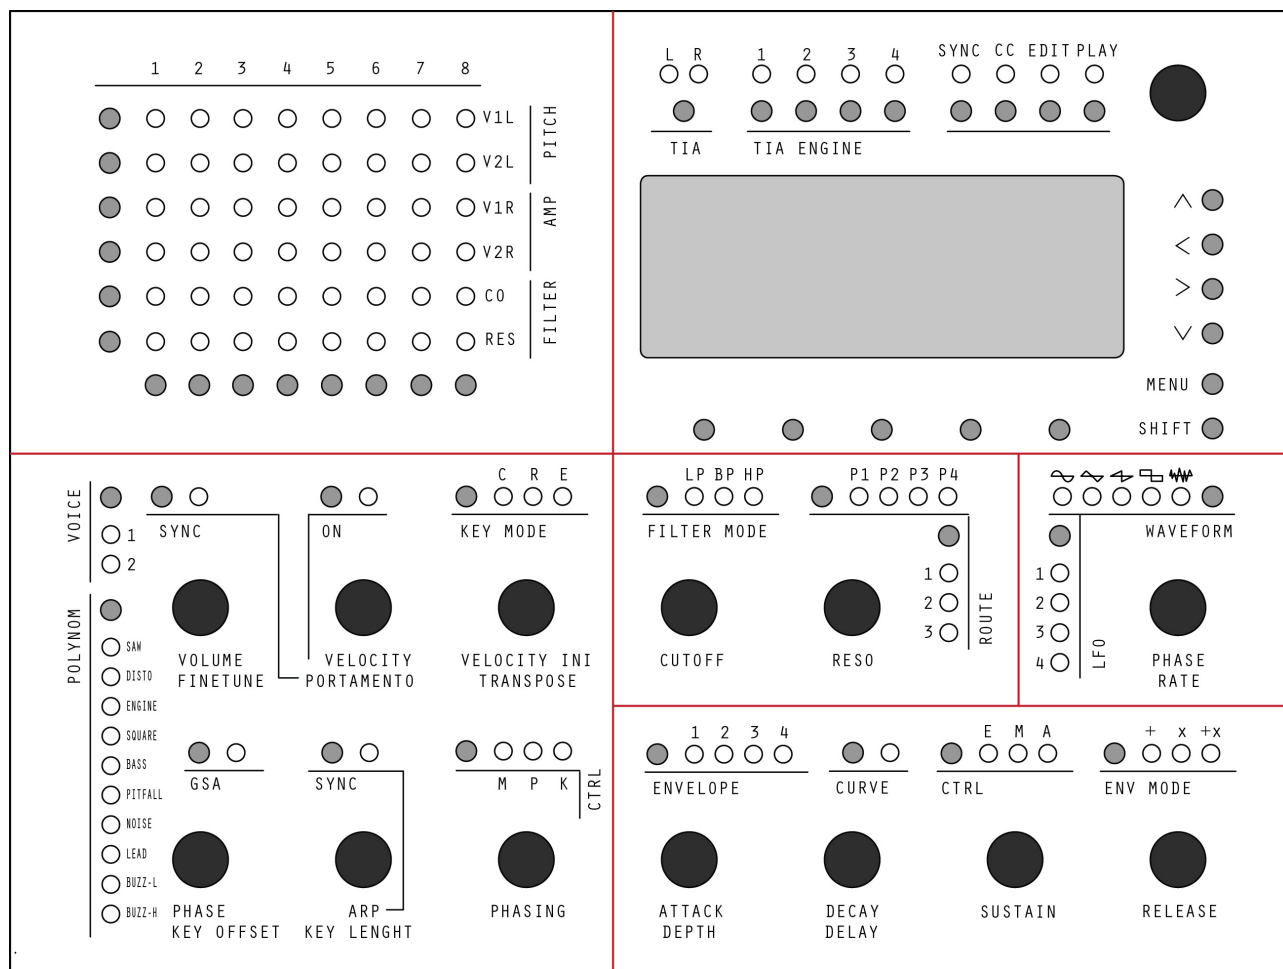 1 2 3 4 5 6 7 8
V1L
V2L
PITCH
V1R
V2R
AMP
CO
RES
FILTER
L R
TIA
1 2 3 4
TIA ENGINE
SYNC CC EDIT PLAY
MENU
SHIFT
VOICE
1
2
SYNC
ON
C R E
KEY MODE
POLYNOM
SAW
DISTO
ENGINE
SQUARE
BASS
PITFALL
NOISE
LEAD
BUZZ-L
BUZZ-H
VOLUME
FINETUNE
VELOCITY
PORTAMENTO
VELOCITY INI
TRANSPOSE
GSA
SYNC
M P K
CTRL
PHASE
KEY OFFSET
ARP
KEY LENGHT
PHASING
LP BP HP
FILTER MODE
P1 P2 P3 P4
1
2
3
ROUTE
CUTOFF
RESO
WAVEFORM
1
2
3
4
LFO
PHASE
RATE
1 2 3 4
ENVELOPE
CURVE
E M A
CTRL
+ x +x
ENV MODE
ATTACK
DEPTH
DECAY
DELAY
SUSTAIN
RELEASE